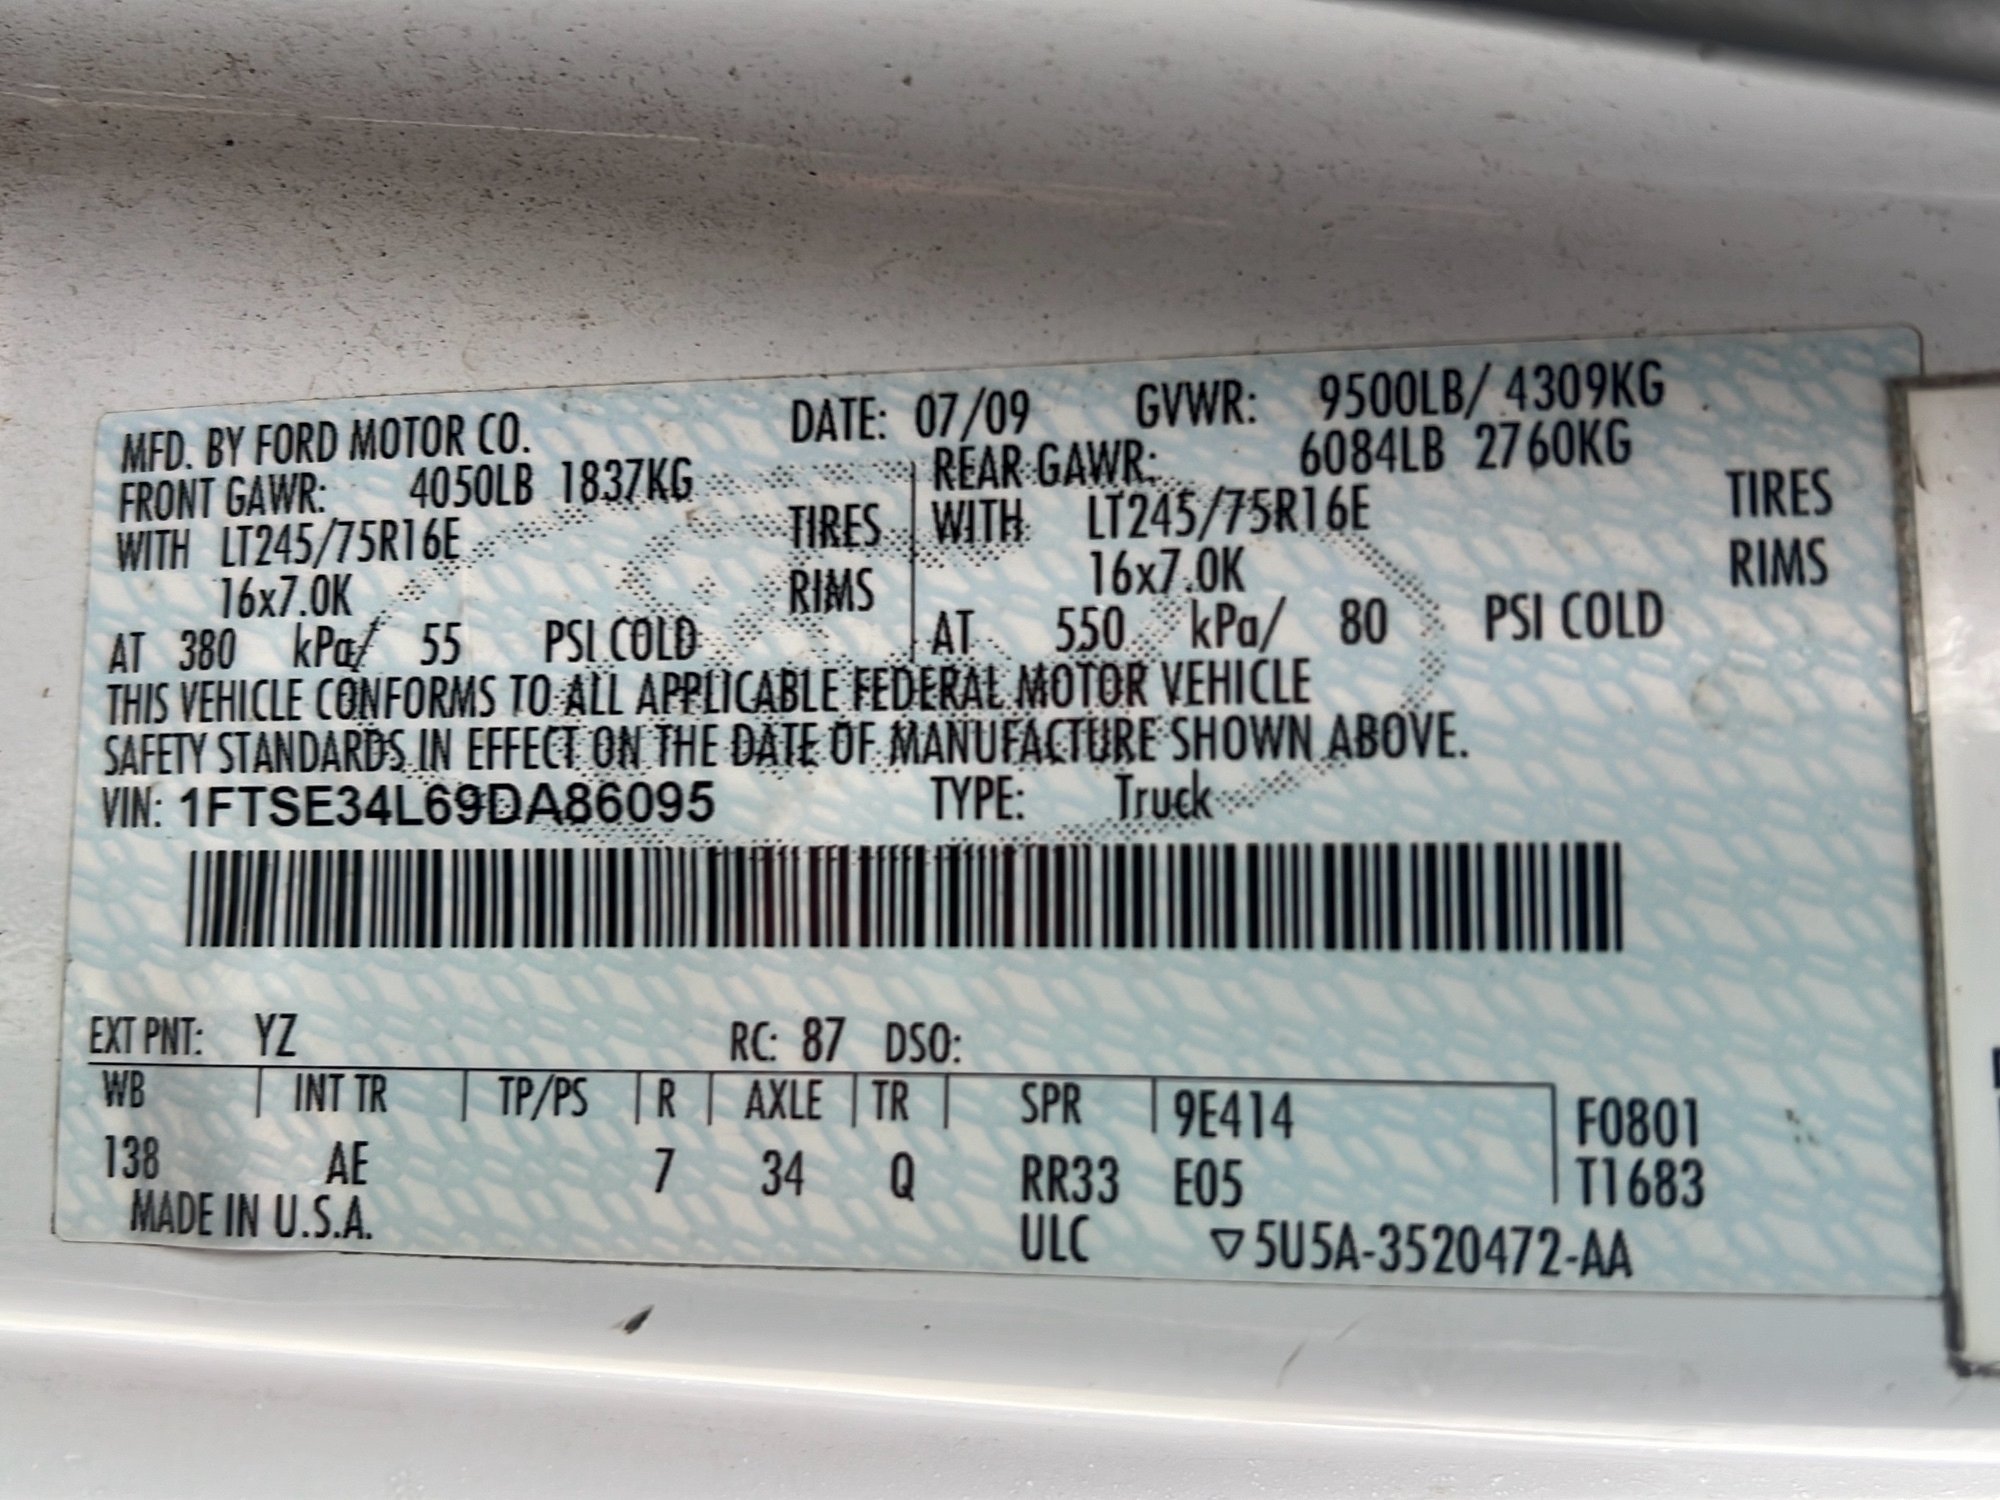 MFD. BY FORD MOTOR CO. DATE: 07/09 GVWR: 9500LB/ 4309KG
FRONT GAWR: 4050LB 1837KG REAR GAWR: 6084LB 2760KG
WITH LT245/75R16E TIRES WITH LT245/75R16E TIRES
16x7.0K RIMS 16x7.0K RIMS
AT 380 kPa/ 55 PSI COLD AT 550 kPa/ 80 PSI COLD
THIS VEHICLE CONFORMS TO ALL APPLICABLE FEDERAL MOTOR VEHICLE
SAFETY STANDARDS IN EFFECT ON THE DATE OF MANUFACTURE SHOWN ABOVE.
VIN: 1FTSE34L69DA86095 TYPE: Truck
EXT PNT: YZ RC: 87 DSO:
WB INT TR TP/PS R AXLE TR SPR 9E414 F0801
138 AE 7 34 Q RR33 E05 T1683
MADE IN U.S.A. ULC ▽5U5A-3520472-AA